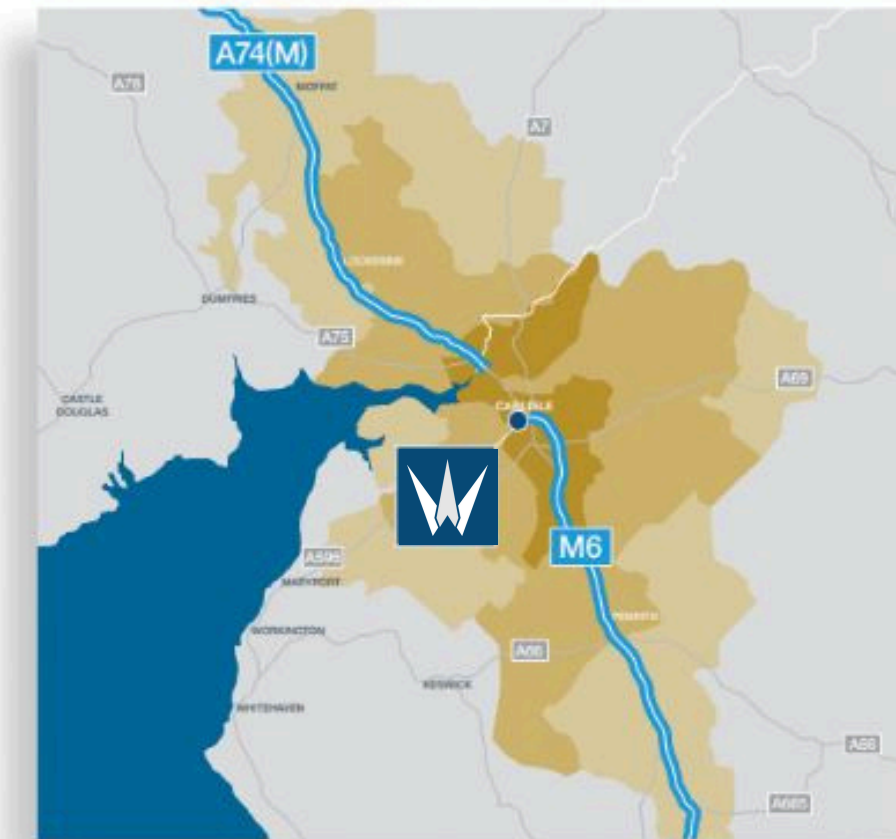 A74(M)
A76
MOFFAT
A7
LOCKERBIE
DUMFRIES
A75
A69
CASTLE
DOUGLAS
CARLISLE
M6
A596
MARYPORT
PENRITH
WORKINGTON
A66
KESWICK
WHITEHAVEN
A66
A685